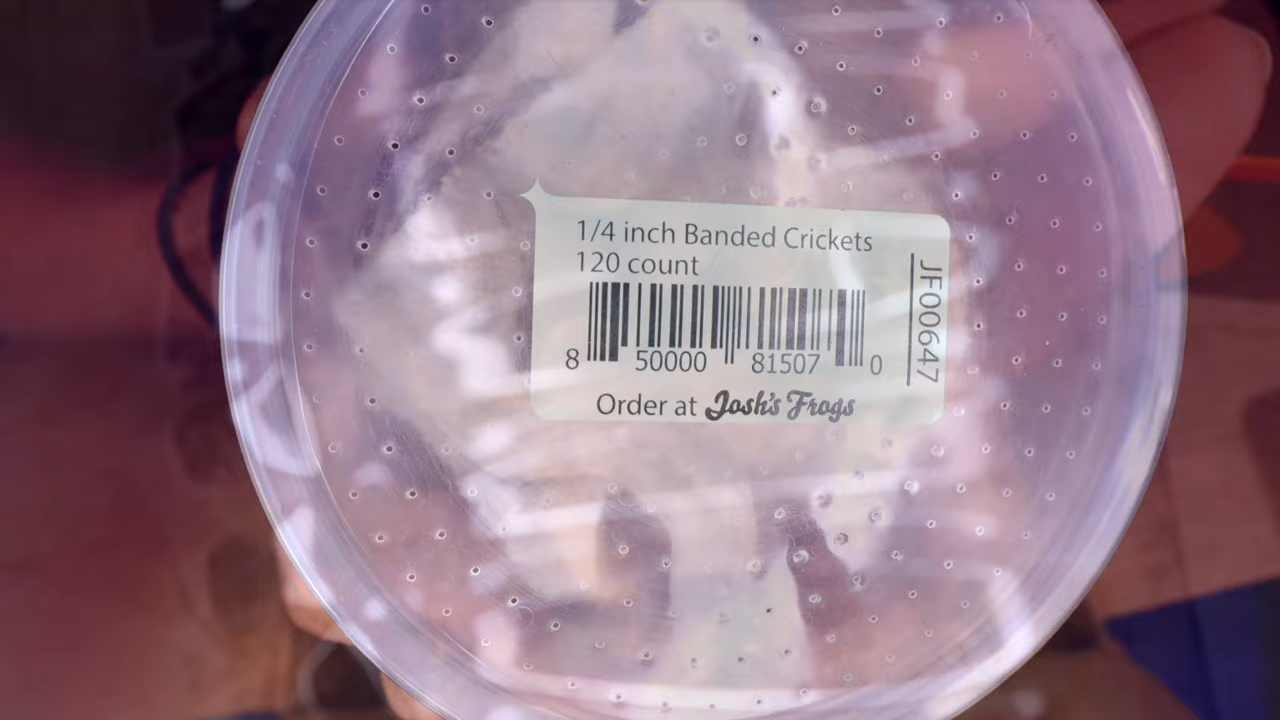 1/4 inch Banded Crickets
120 count
8 50000 81507 0
Order at Josh's Frogs
JF00647